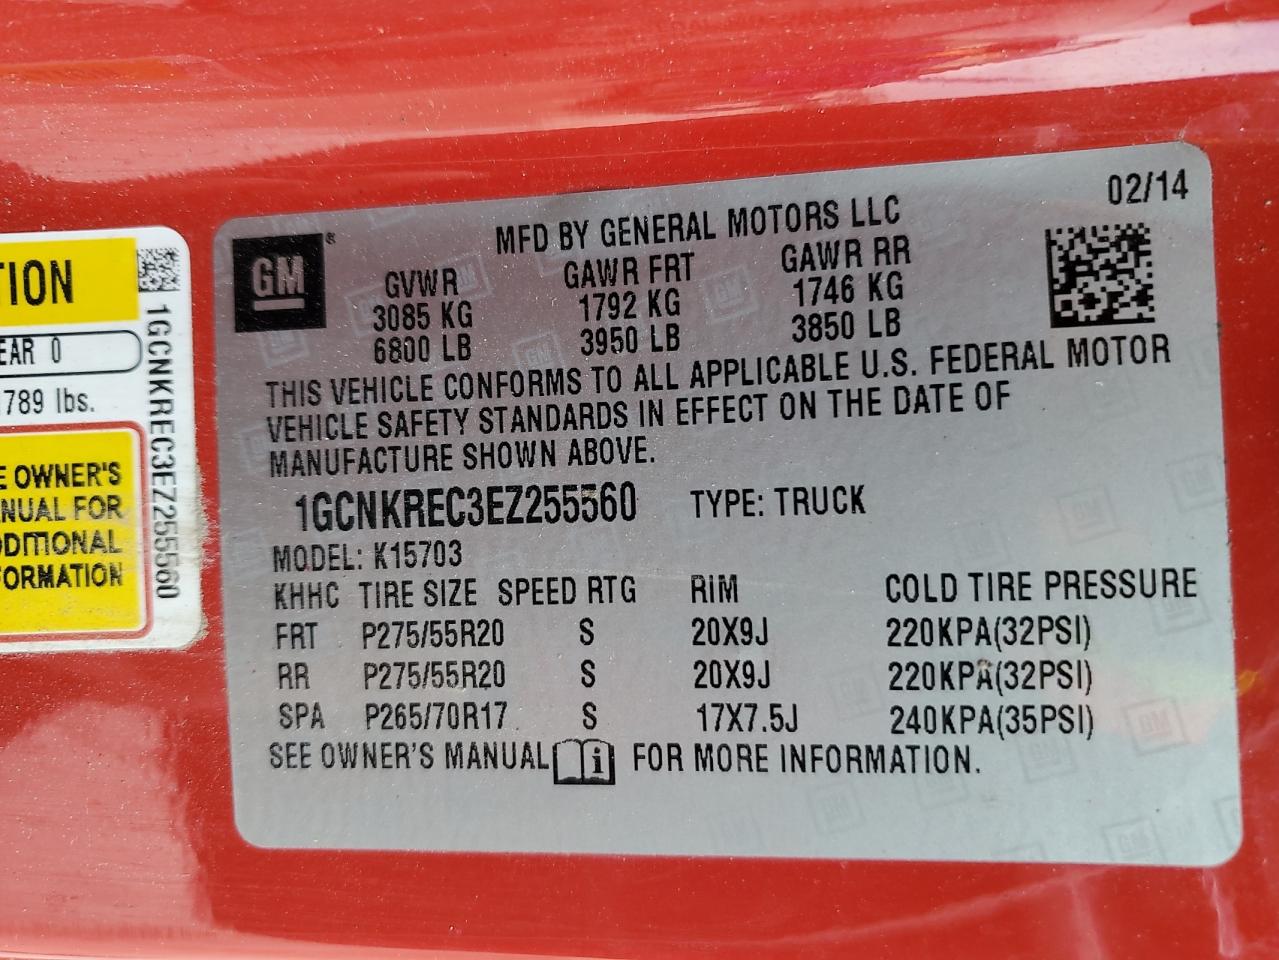 TION
EAR 0
789 lbs.
OWNER'S
NUAL FOR
DDITIONAL
FORMATION
1GCNKREC3EZ255560
02/14
GM®
MFD BY GENERAL MOTORS LLC
GVWR GAWR FRT GAWR RR
3085 KG 1792 KG 1746 KG
6800 LB 3950 LB 3850 LB
THIS VEHICLE CONFORMS TO ALL APPLICABLE U.S. FEDERAL MOTOR
VEHICLE SAFETY STANDARDS IN EFFECT ON THE DATE OF
MANUFACTURE SHOWN ABOVE.
1GCNKREC3EZ255560 TYPE: TRUCK
MODEL: K15703
KHHC TIRE SIZE SPEED RTG RIM COLD TIRE PRESSURE
FRT P275/55R20 S 20X9J 220KPA(32PSI)
RR P275/55R20 S 20X9J 220KPA(32PSI)
SPA P265/70R17 S 17X7.5J 240KPA(35PSI)
SEE OWNER'S MANUAL i FOR MORE INFORMATION.